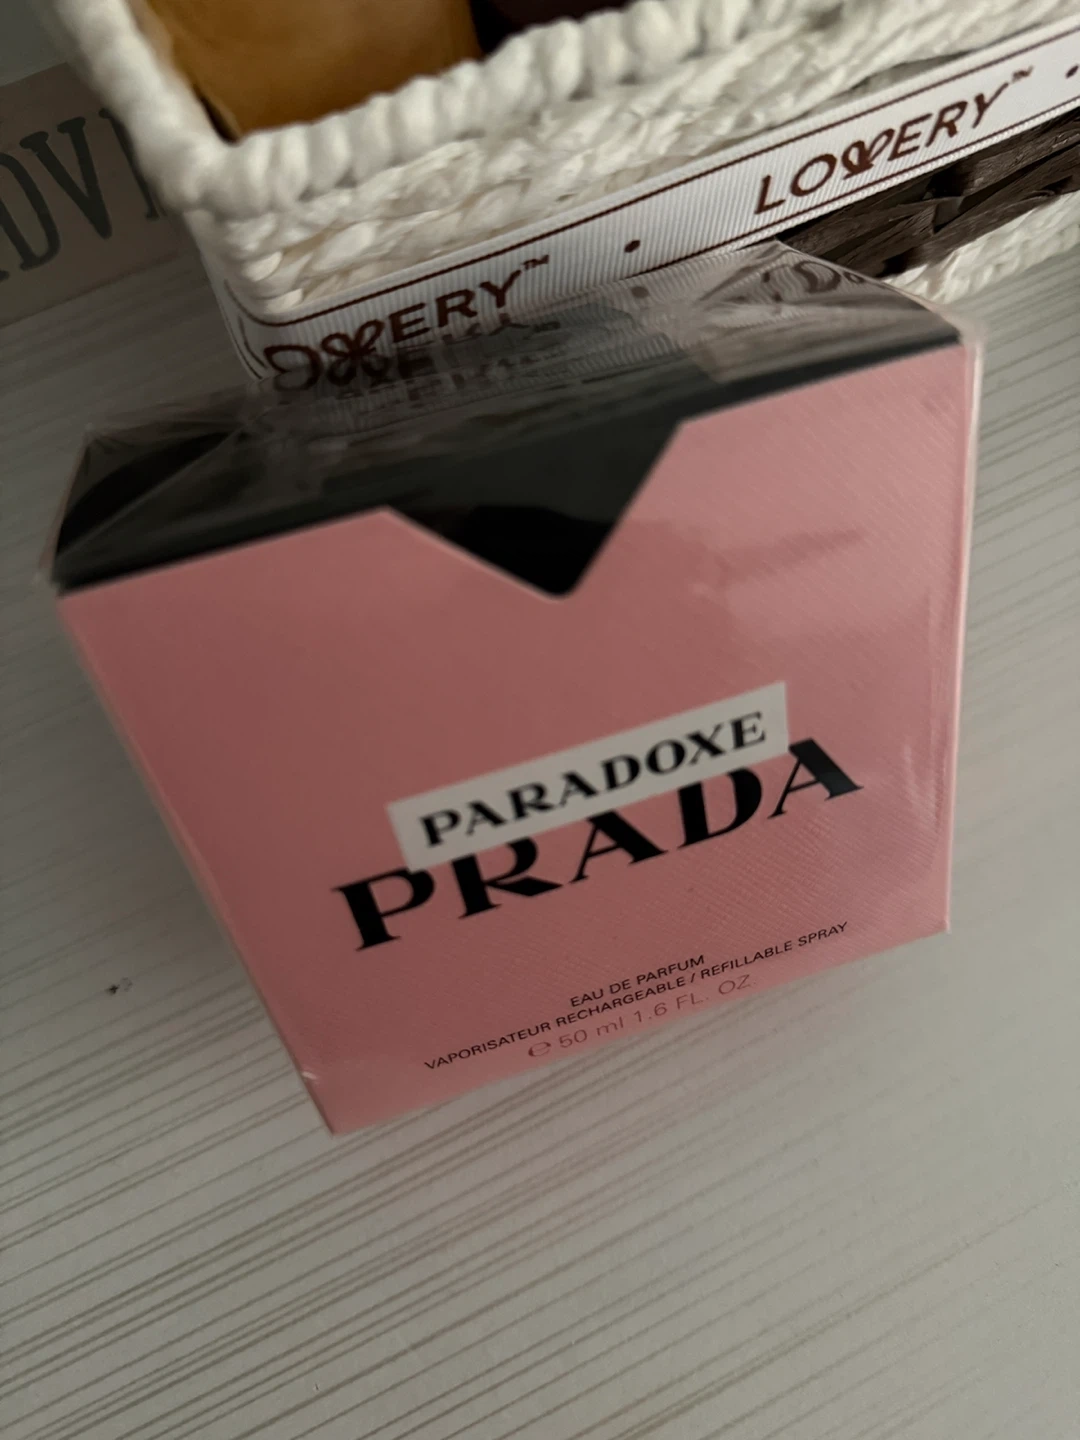 LOVERY™
LOVERY™
PARADOXE
PRADA
EAU DE PARFUM
VAPORISATEUR RECHARGEABLE / REFILLABLE SPRAY
℮ 50 ml 1.6 FL. OZ.